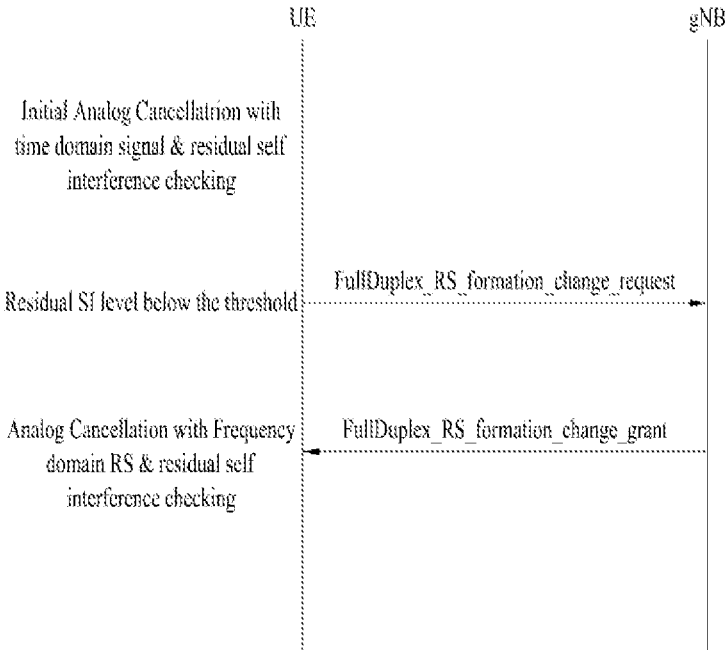 UE
gNB
Initial Analog Cancellatrion with
time domain signal & residual self
interference checking
FullDuplex_RS_formation_change_request
Residual SI level below the threshold
Analog Cancellation with Frequency
domain RS & residual self
interference checking
FullDuplex_RS_formation_change_grant